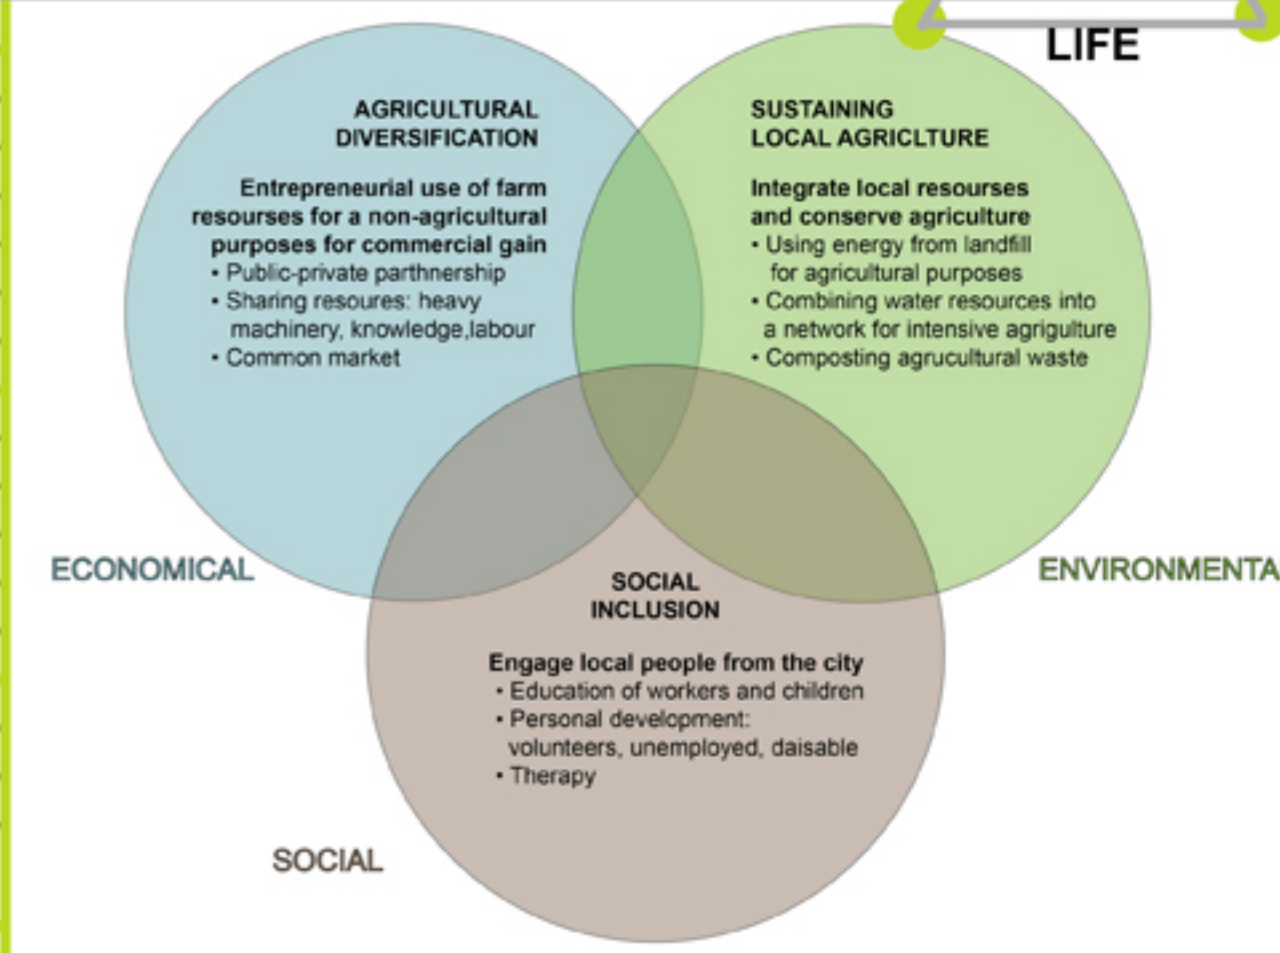 LIFE
AGRICULTURAL
DIVERSIFICATION
Entrepreneurial use of farm
resourses for a non-agricultural
purposes for commercial gain
• Public-private parthnership
• Sharing resoures: heavy
machinery, knowledge,labour
• Common market
SUSTAINING
LOCAL AGRICLTURE
Integrate local resourses
and conserve agriculture
• Using energy from landfill
for agricultural purposes
• Combining water resources into
a network for intensive agrigulture
• Composting agrucultural waste
ECONOMICAL
ENVIRONMENTA
SOCIAL
INCLUSION
Engage local people from the city
• Education of workers and children
• Personal development:
volunteers, unemployed, daisable
• Therapy
SOCIAL